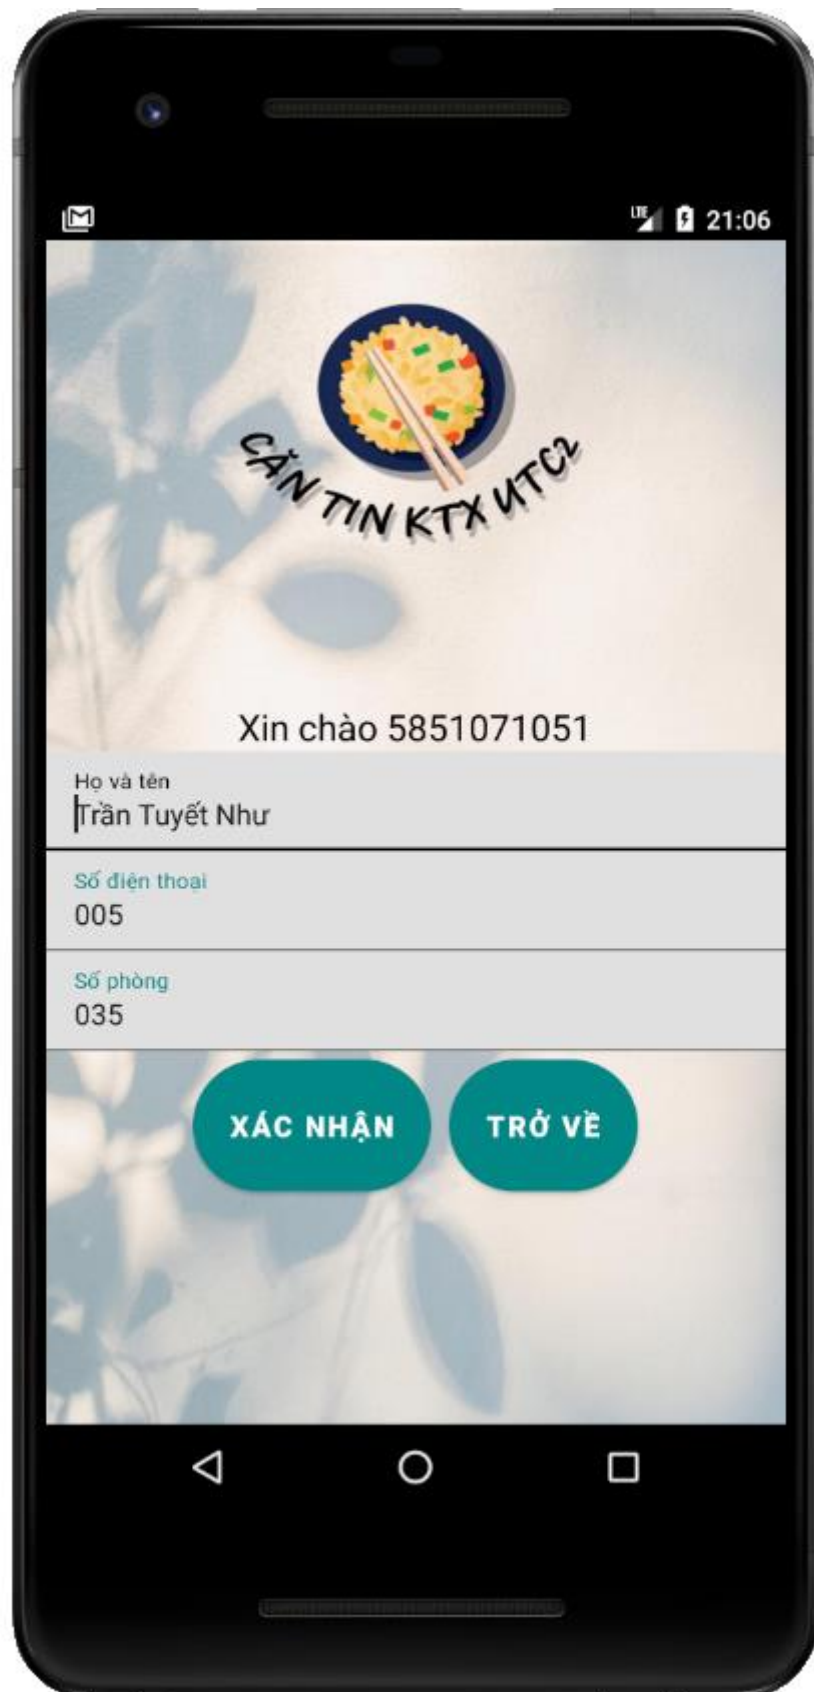 LTE 21:06
CĂN TIN KTX UTC2
Xin chào 5851071051
Họ và tên
Trần Tuyết Như
Số điện thoại
005
Số phòng
035
XÁC NHẬN TRỞ VỀ